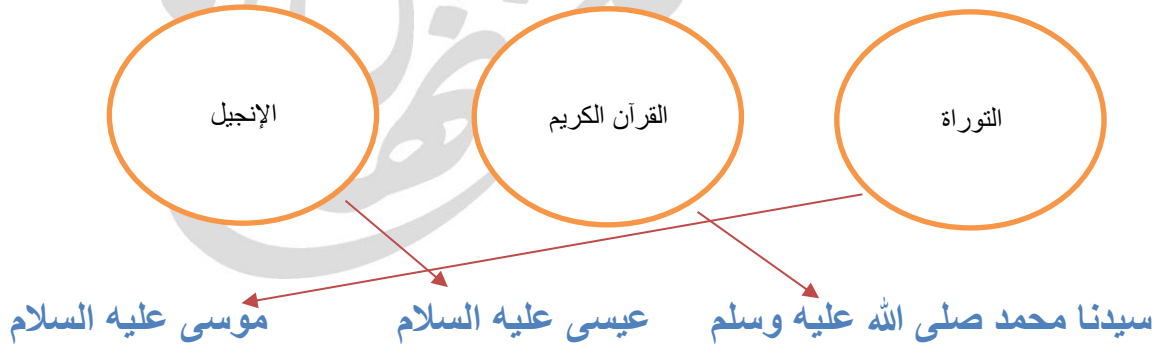 التوراة
القرآن الكريم
الإنجيل
سيدنا محمد صلى الله عليه وسلم
عيسى عليه السلام
موسى عليه السلام